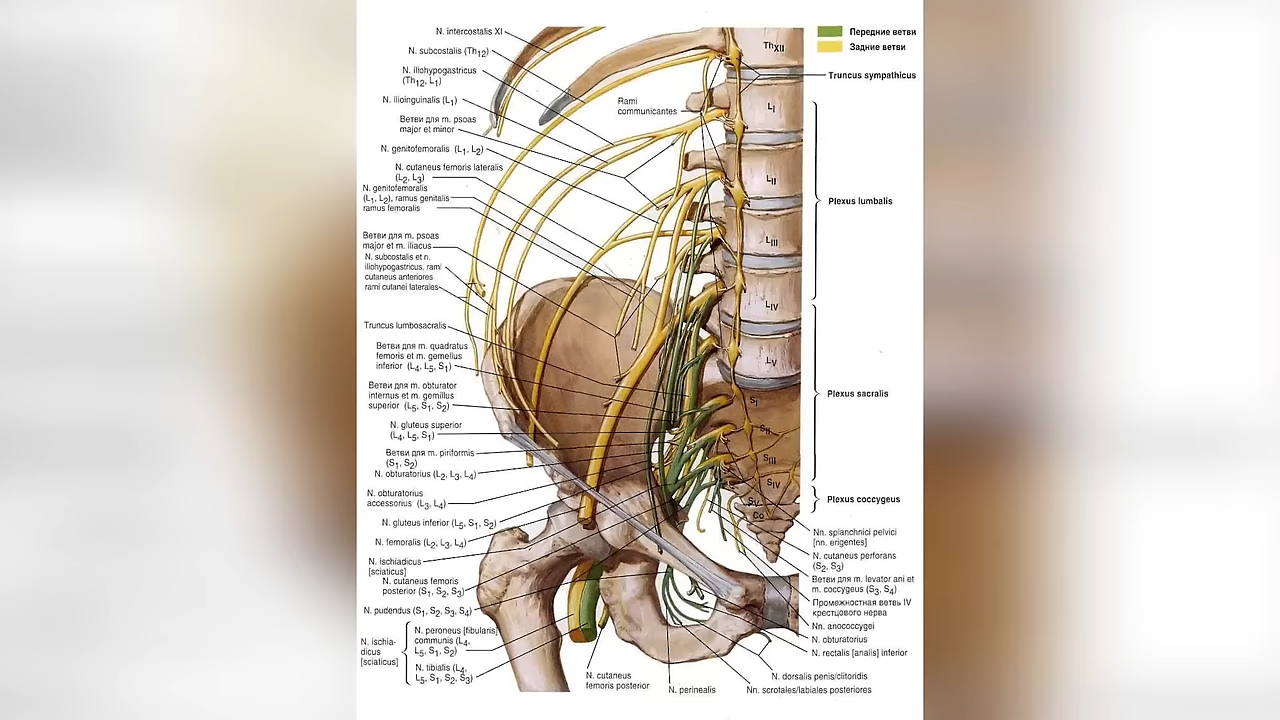 N. intercostalis XI
N. subcostalis (Th12)
N. iliohypogastricus
(Th12, L1)
N. ilioinguinalis (L1)
Ветви для m. psoas
major et minor
N. genitofemoralis (L1, L2)
N. cutaneus femoris lateralis
(L2, L3)
N. genitofemoralis
(L1, L2), ramus genitalis
ramus femoralis
Ветви для m. psoas
major et m. iliacus
N. subcostalis et n.
iliohypogastricus, rami
cutaneus anteriores
rami cutanei laterales
Truncus lumbosacralis
Ветви для m. quadratus
femoris et m. gemellus
inferior (L4, L5, S1)
Ветви для m. obturator
internus et m. gemillus
superior (L5, S1, S2)
N. gluteus superior
(L4, L5, S1)
Ветви для m. piriformis
(S1, S2)
N. obturatorius (L2, L3, L4)
N. obturatorius
accessorius (L3, L4)
N. gluteus inferior (L5, S1, S2)
N. femoralis (L2, L3, L4)
N. ischiadicus
[sciaticus]
N. cutaneus femoris
posterior (S1, S2, S3)
N. pudendus (S1, S2, S3, S4)
N. ischia-
dicus
[sciaticus]
N. peroneus [fibularis]
communis (L4,
L5, S1, S2)
N. tibialis (L4,
L5, S1, S2, S3)
Rami
communicantes
ThXII
LI
LII
LIII
LIV
LV
SI
SII
SIII
SIV
SV
Co
Передние ветви
Задние ветви
Truncus sympathicus
Plexus lumbalis
Plexus sacralis
Plexus coccygeus
Nn. splanchnici pelvici
[nn. erigentes]
N. cutaneus perforans
(S2, S3)
Ветви для m. levator ani et
m. coccygeus (S3, S4)
Промежностная ветвь IV
крестцового нерва
Nn. anococcygei
N. obturatorius
N. rectalis [analis] inferior
N. dorsalis penis/clitoridis
Nn. scrotales/labiales posteriores
N. perinealis
N. cutaneus
femoris posterior